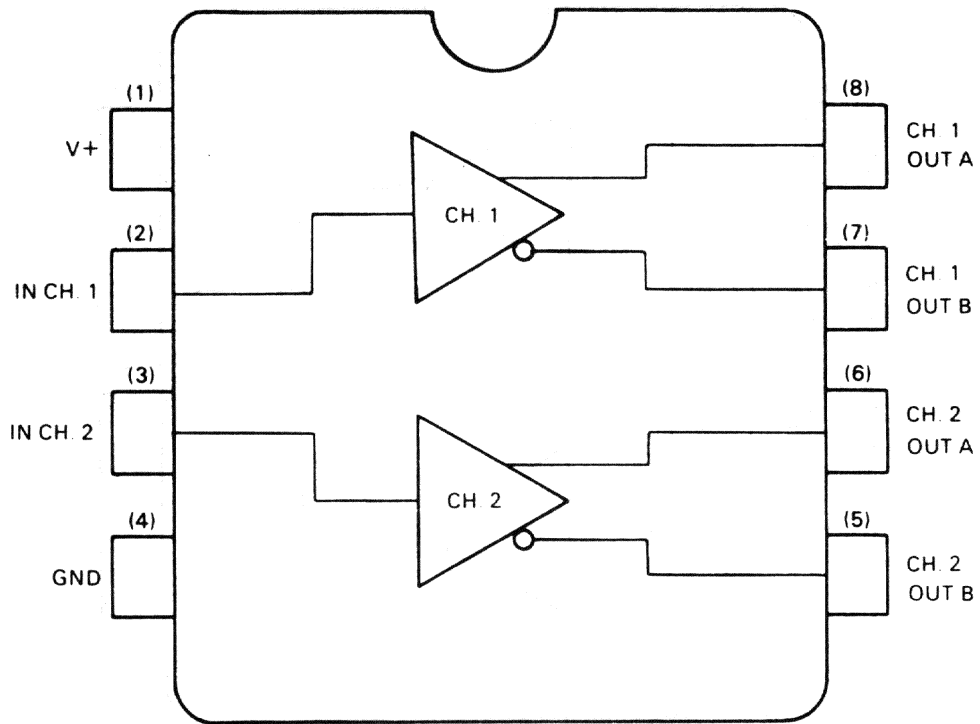 (1)
V+
(2)
IN CH. 1
(3)
IN CH. 2
(4)
GND
CH. 1
CH. 2
(8)
CH. 1
OUT A
(7)
CH. 1
OUT B
(6)
CH. 2
OUT A
(5)
CH. 2
OUT B